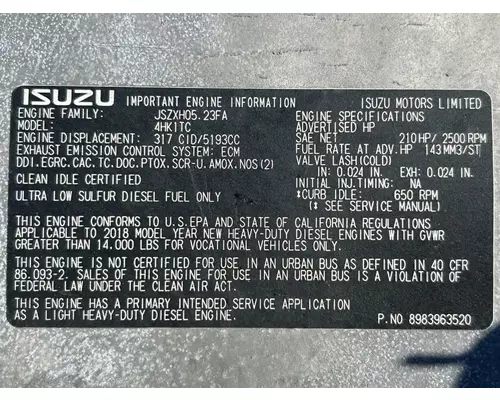 ISUZU IMPORTANT ENGINE INFORMATION ISUZU MOTORS LIMITED
ENGINE FAMILY: JSZXH05.23FA
MODEL: 4HK1TC
DISPLACEMENT: 317 CID/5193CC
EXHAUST EMISSION CONTROL SYSTEM: ECM
DDI.EGRC.CAC.TC.DOC.PTOX.SCR-U.AMOX.NOS(2)
CLEAN IDLE CERTIFIED
ULTRA LOW SULFUR DIESEL FUEL ONLY
ENGINE SPECIFICATIONS
ADVERTISED HP
SAE NET 210HP/2500 RPM
FUEL RATE AT ADV.HP 143MM3/ST
VALVE LASH(COLD)
IN: 0.024 IN. EXH: 0.024 IN.
INITIAL INJ.TIMING: NA
*CURB IDLE: 650 RPM
(* SEE SERVICE MANUAL)
THIS ENGINE CONFORMS TO U.S.EPA AND STATE OF CALIFORNIA REGULATIONS
APPLICABLE TO 2018 MODEL YEAR NEW HEAVY-DUTY DIESEL ENGINES WITH GVWR
GREATER THAN 14.000 LBS FOR VOCATIONAL VEHICLES ONLY.
THIS ENGINE IS NOT CERTIFIED FOR USE IN AN URBAN BUS AS DEFINED IN 40 CFR
86.093-2. SALES OF THIS ENGINE FOR USE IN AN URBAN BUS IS A VIOLATION OF
FEDERAL LAW UNDER THE CLEAN AIR ACT.
THIS ENGINE HAS A PRIMARY INTENDED SERVICE APPLICATION
AS A LIGHT HEAVY-DUTY DIESEL ENGINE. P.NO 8983963520